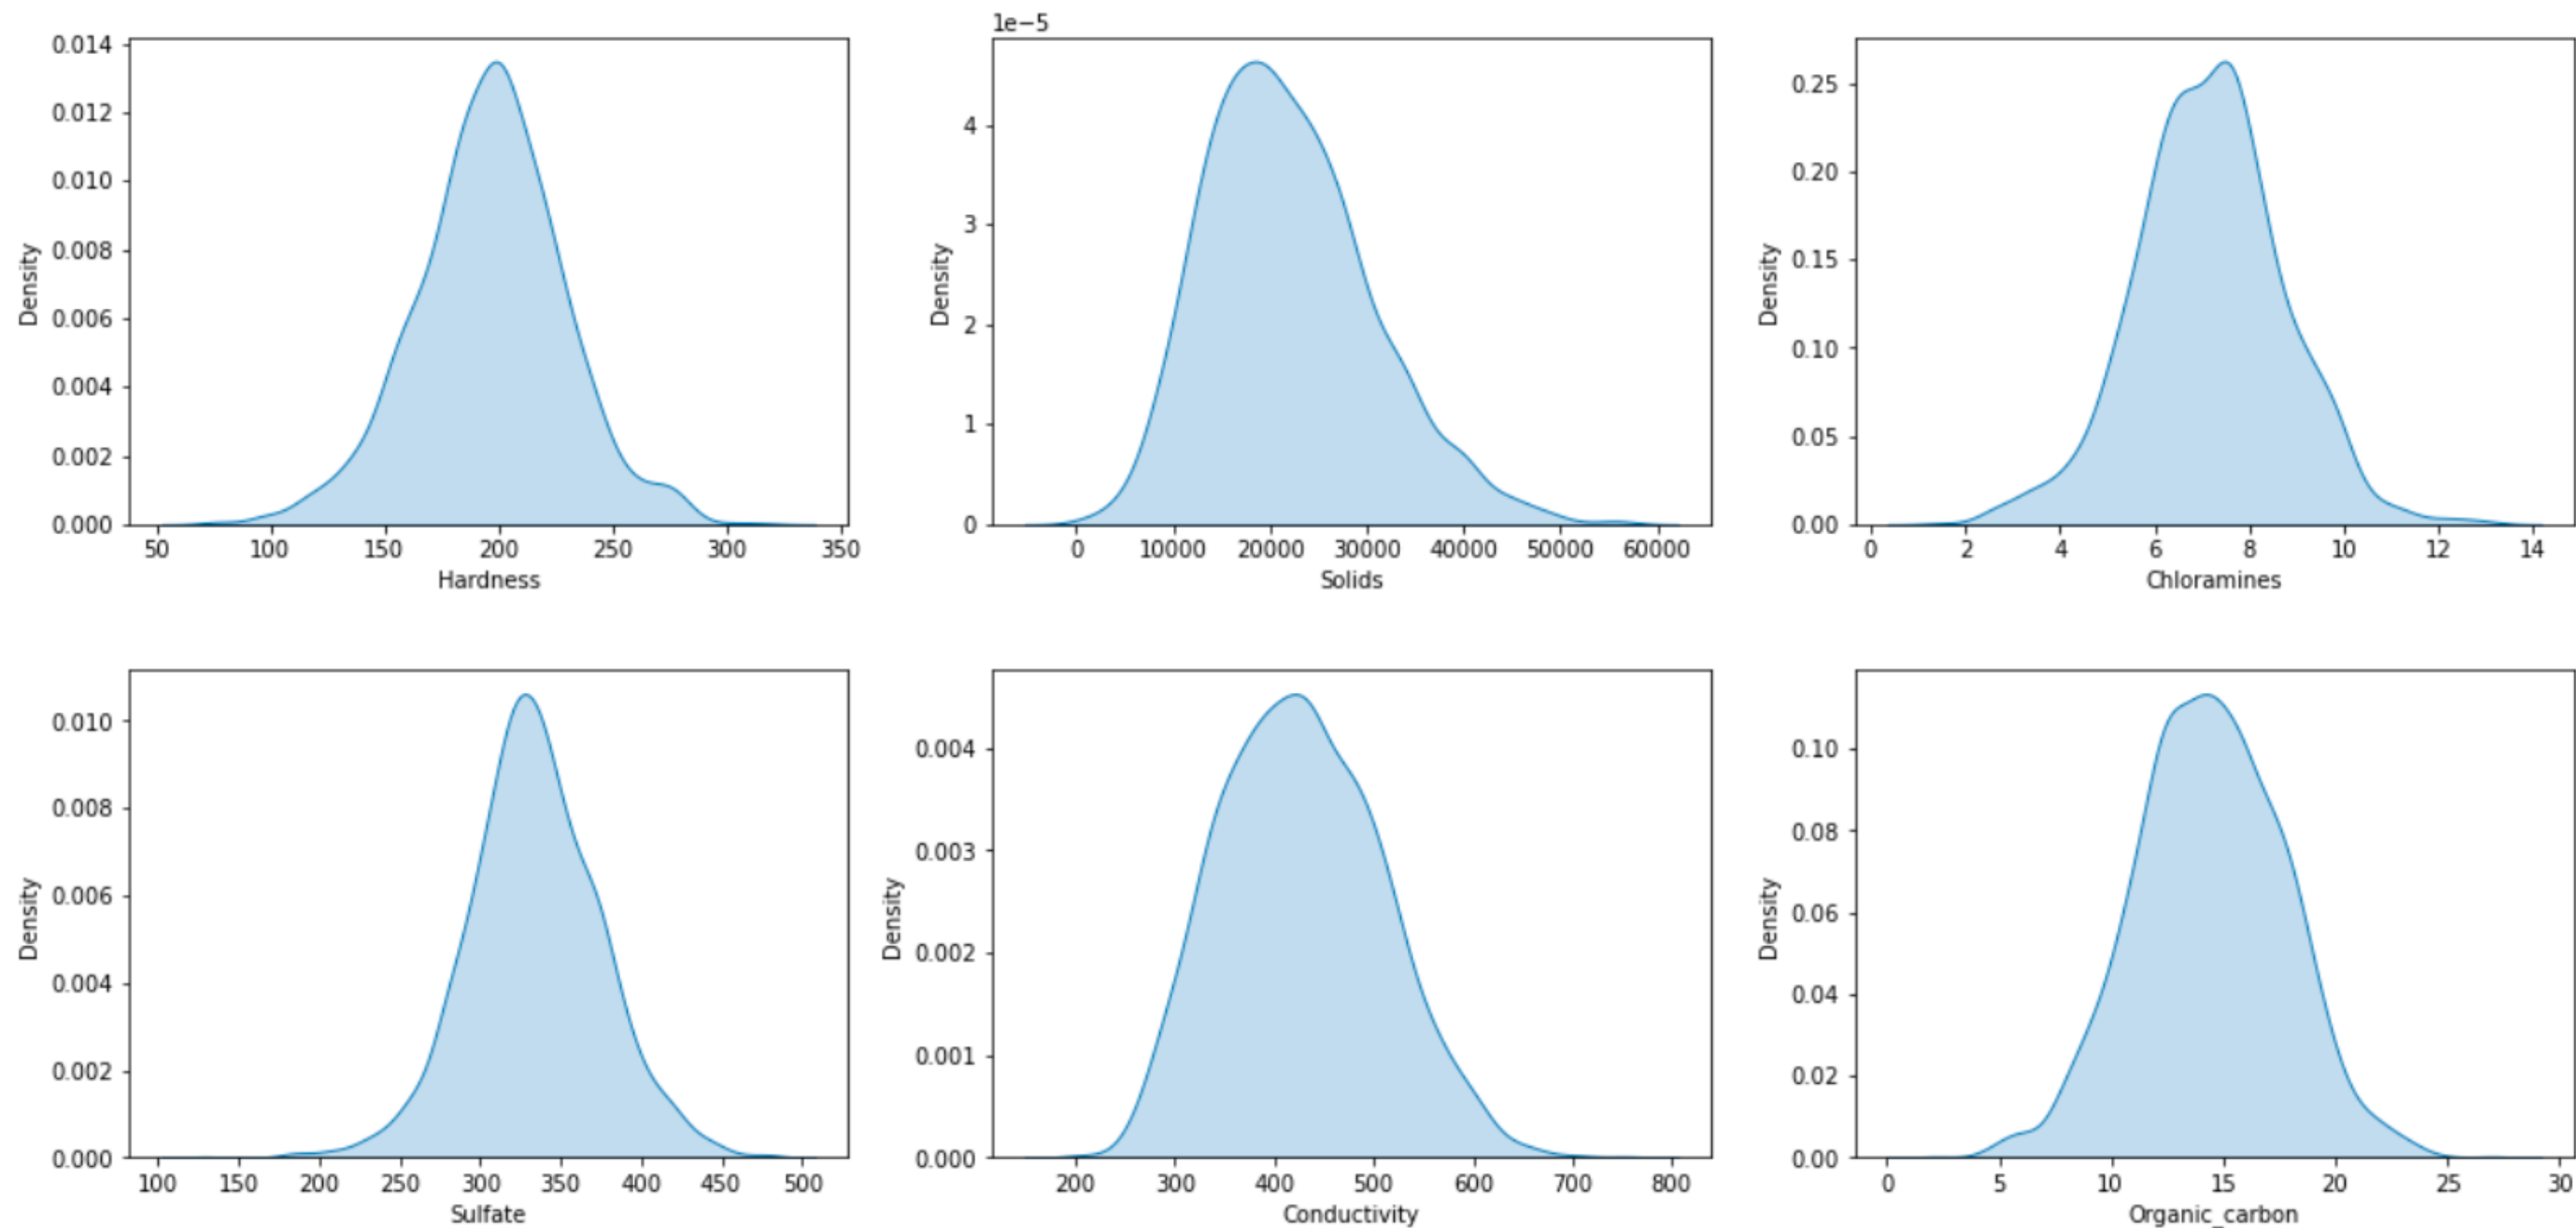 1e−5
0.014
0.012
0.010
0.008
0.006
0.004
0.002
0.000
Density
50 100 150 200 250 300 350
Hardness
4
3
2
1
0
Density
0 10000 20000 30000 40000 50000 60000
Solids
0.25
0.20
0.15
0.10
0.05
0.00
Density
0 2 4 6 8 10 12 14
Chloramines
0.010
0.008
0.006
0.004
0.002
0.000
Density
100 150 200 250 300 350 400 450 500
Sulfate
0.004
0.003
0.002
0.001
0.000
Density
200 300 400 500 600 700 800
Conductivity
0.10
0.08
0.06
0.04
0.02
0.00
Density
0 5 10 15 20 25 30
Organic_carbon